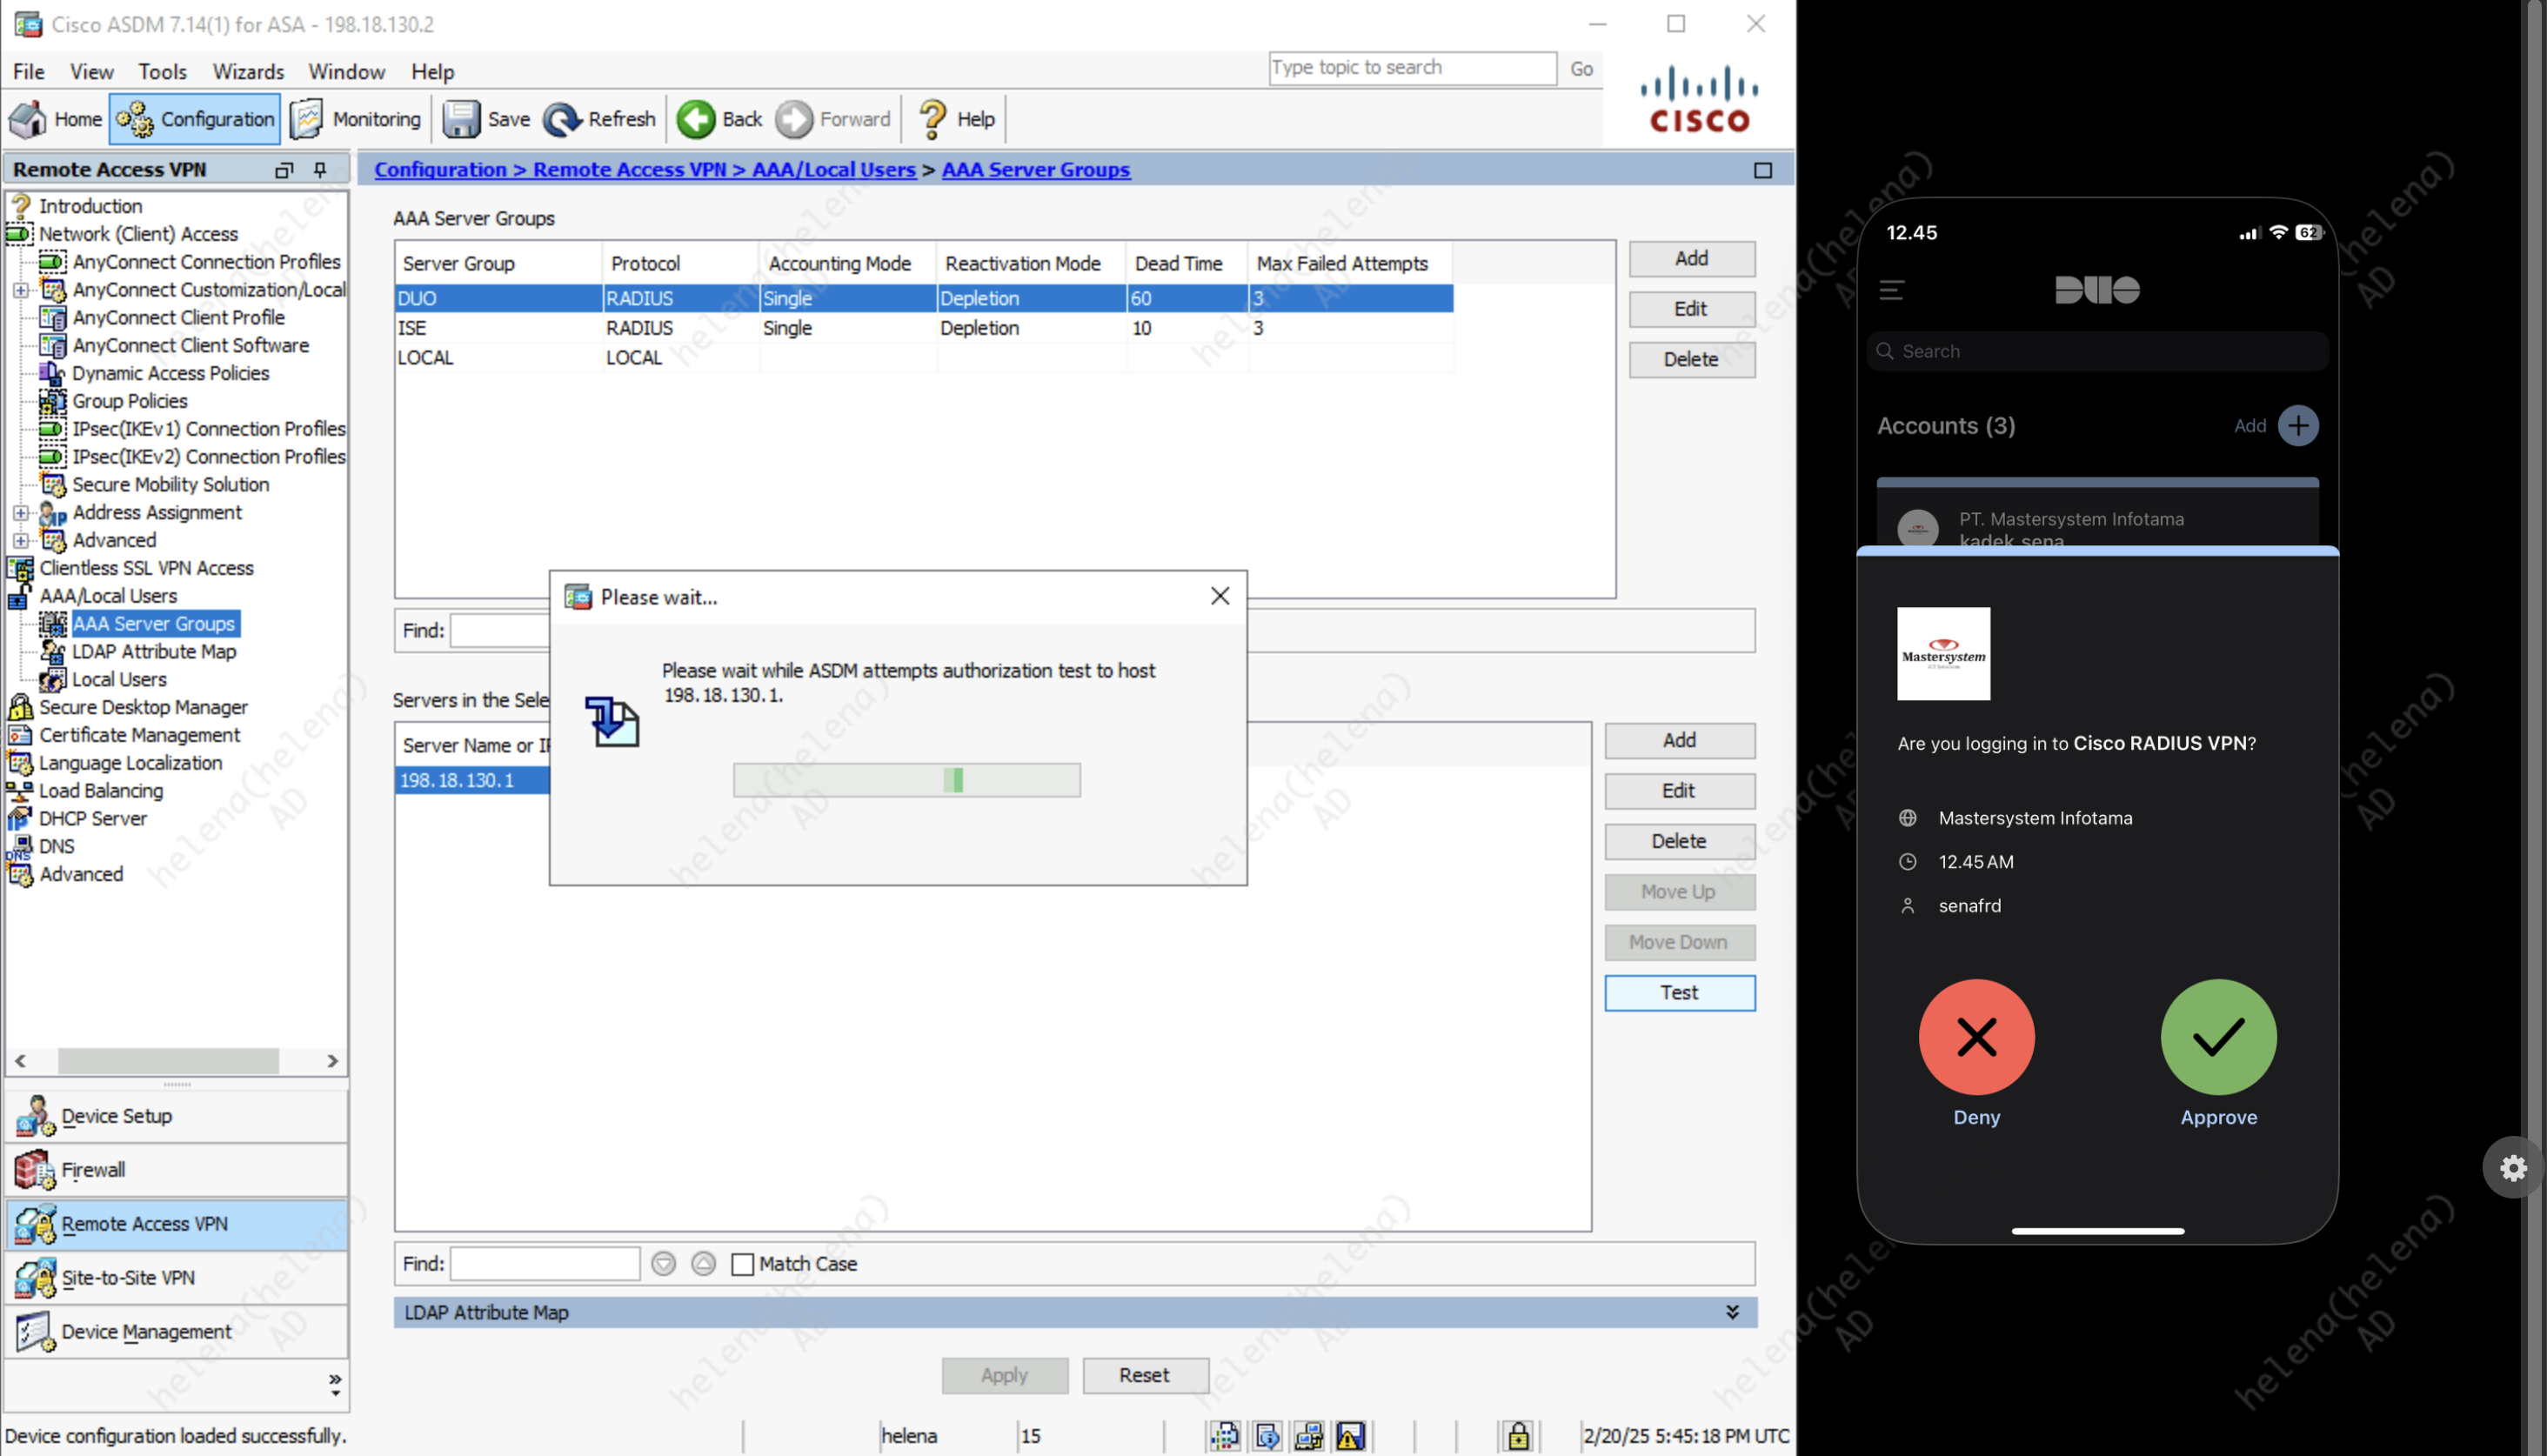 Cisco ASDM 7.14(1) for ASA - 198.18.130.2
File View Tools Wizards Window Help
Type topic to search Go
Home Configuration Monitoring Save Refresh Back Forward Help
CISCO
Remote Access VPN
Introduction
Network (Client) Access
AnyConnect Connection Profiles
AnyConnect Customization/Local
AnyConnect Client Profile
AnyConnect Client Software
Dynamic Access Policies
Group Policies
IPsec(IKEv1) Connection Profiles
IPsec(IKEv2) Connection Profiles
Secure Mobility Solution
Address Assignment
Advanced
Clientless SSL VPN Access
AAA/Local Users
AAA Server Groups
LDAP Attribute Map
Local Users
Secure Desktop Manager
Certificate Management
Language Localization
Load Balancing
DHCP Server
DNS
Advanced
Device Setup
Firewall
Remote Access VPN
Site-to-Site VPN
Device Management
Configuration > Remote Access VPN > AAA/Local Users > AAA Server Groups
AAA Server Groups
Server Group Protocol Accounting Mode Reactivation Mode Dead Time Max Failed Attempts
DUO RADIUS Single Depletion 60 3
ISE RADIUS Single Depletion 10 3
LOCAL LOCAL
Add
Edit
Delete
Find:
Please wait...
Please wait while ASDM attempts authorization test to host
198.18.130.1.
Servers in the Sele
Server Name or IP
198.18.130.1
Add
Edit
Delete
Move Up
Move Down
Test
Find: Match Case
LDAP Attribute Map
Apply Reset
Device configuration loaded successfully. helena 15 2/20/25 5:45:18 PM UTC
12.45 62
DUO
Search
Accounts (3) Add
PT. Mastersystem Infotama
kadek sena
Mastersystem
Are you logging in to Cisco RADIUS VPN?
Mastersystem Infotama
12.45 AM
senafrd
Deny Approve
helena(helena)
AD